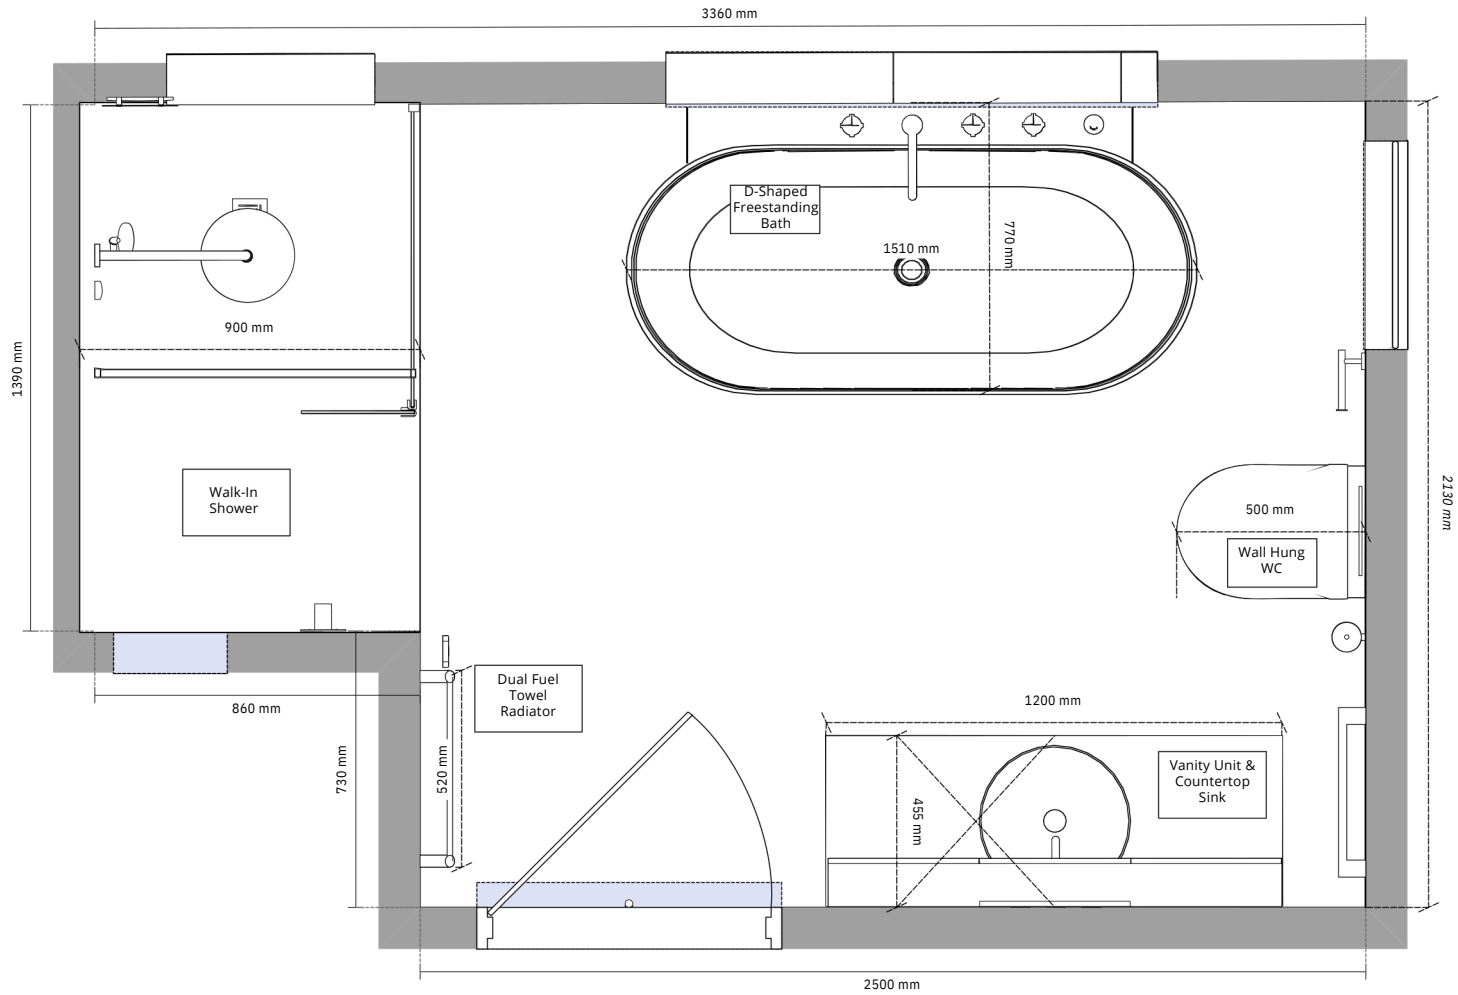 3360 mm
D-Shaped
Freestanding
Bath
770 mm
1510 mm
900 mm
1390 mm
Walk-In
Shower
500 mm
2130 mm
Wall Hung
WC
Dual Fuel
Towel
Radiator
860 mm
1200 mm
730 mm
520 mm
455 mm
Vanity Unit &
Countertop
Sink
2500 mm